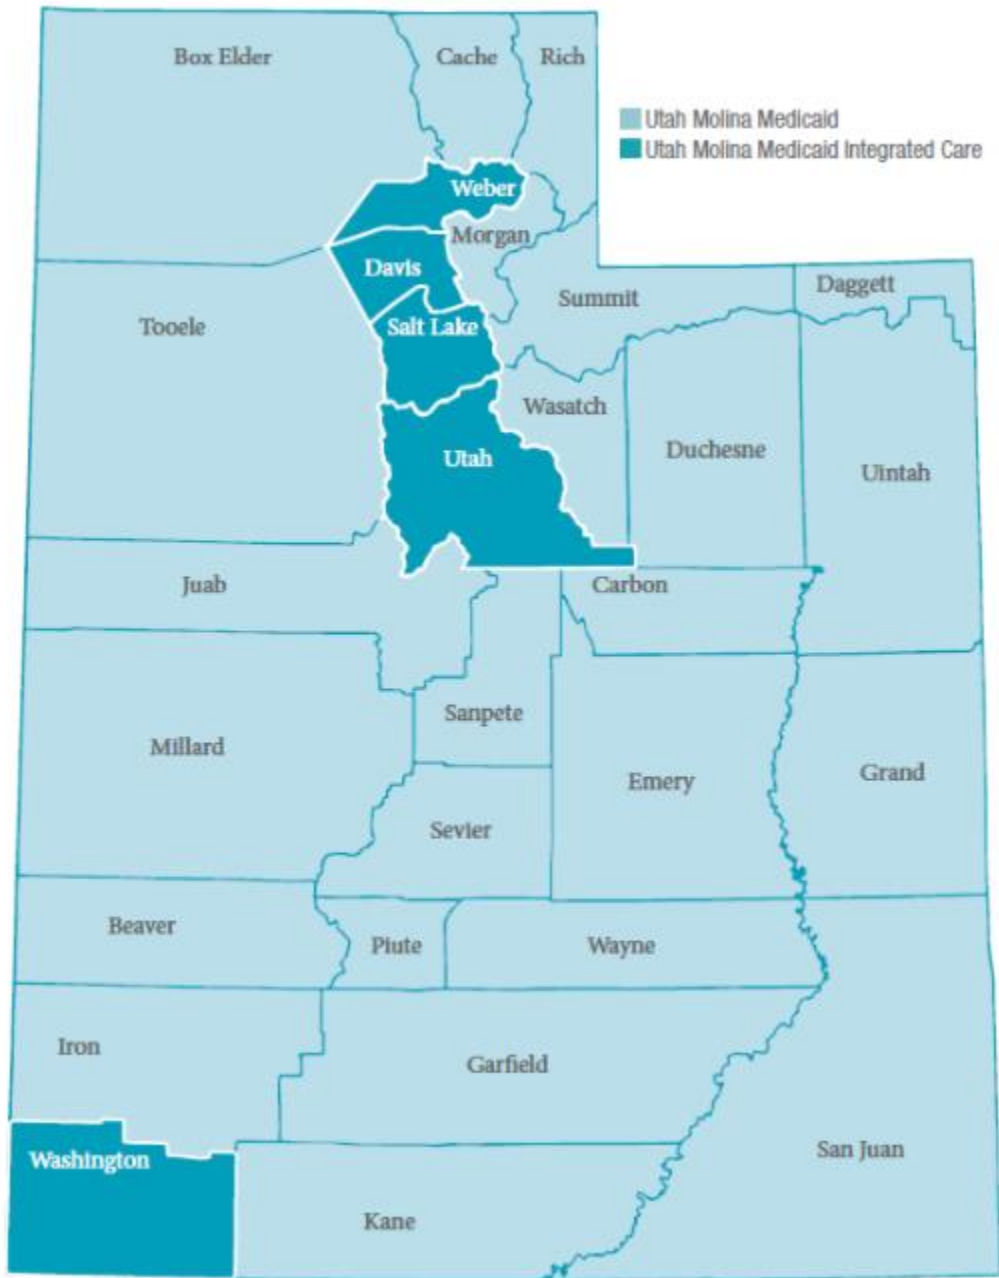 Box Elder
Cache
Rich
Utah Molina Medicaid
Utah Molina Medicaid Integrated Care
Weber
Morgan
Davis
Summit
Daggett
Tooele
Salt Lake
Wasatch
Duchesne
Utah
Uintah
Juab
Carbon
Sanpete
Millard
Emery
Grand
Sevier
Beaver
Piute
Wayne
Iron
Garfield
Washington
San Juan
Kane